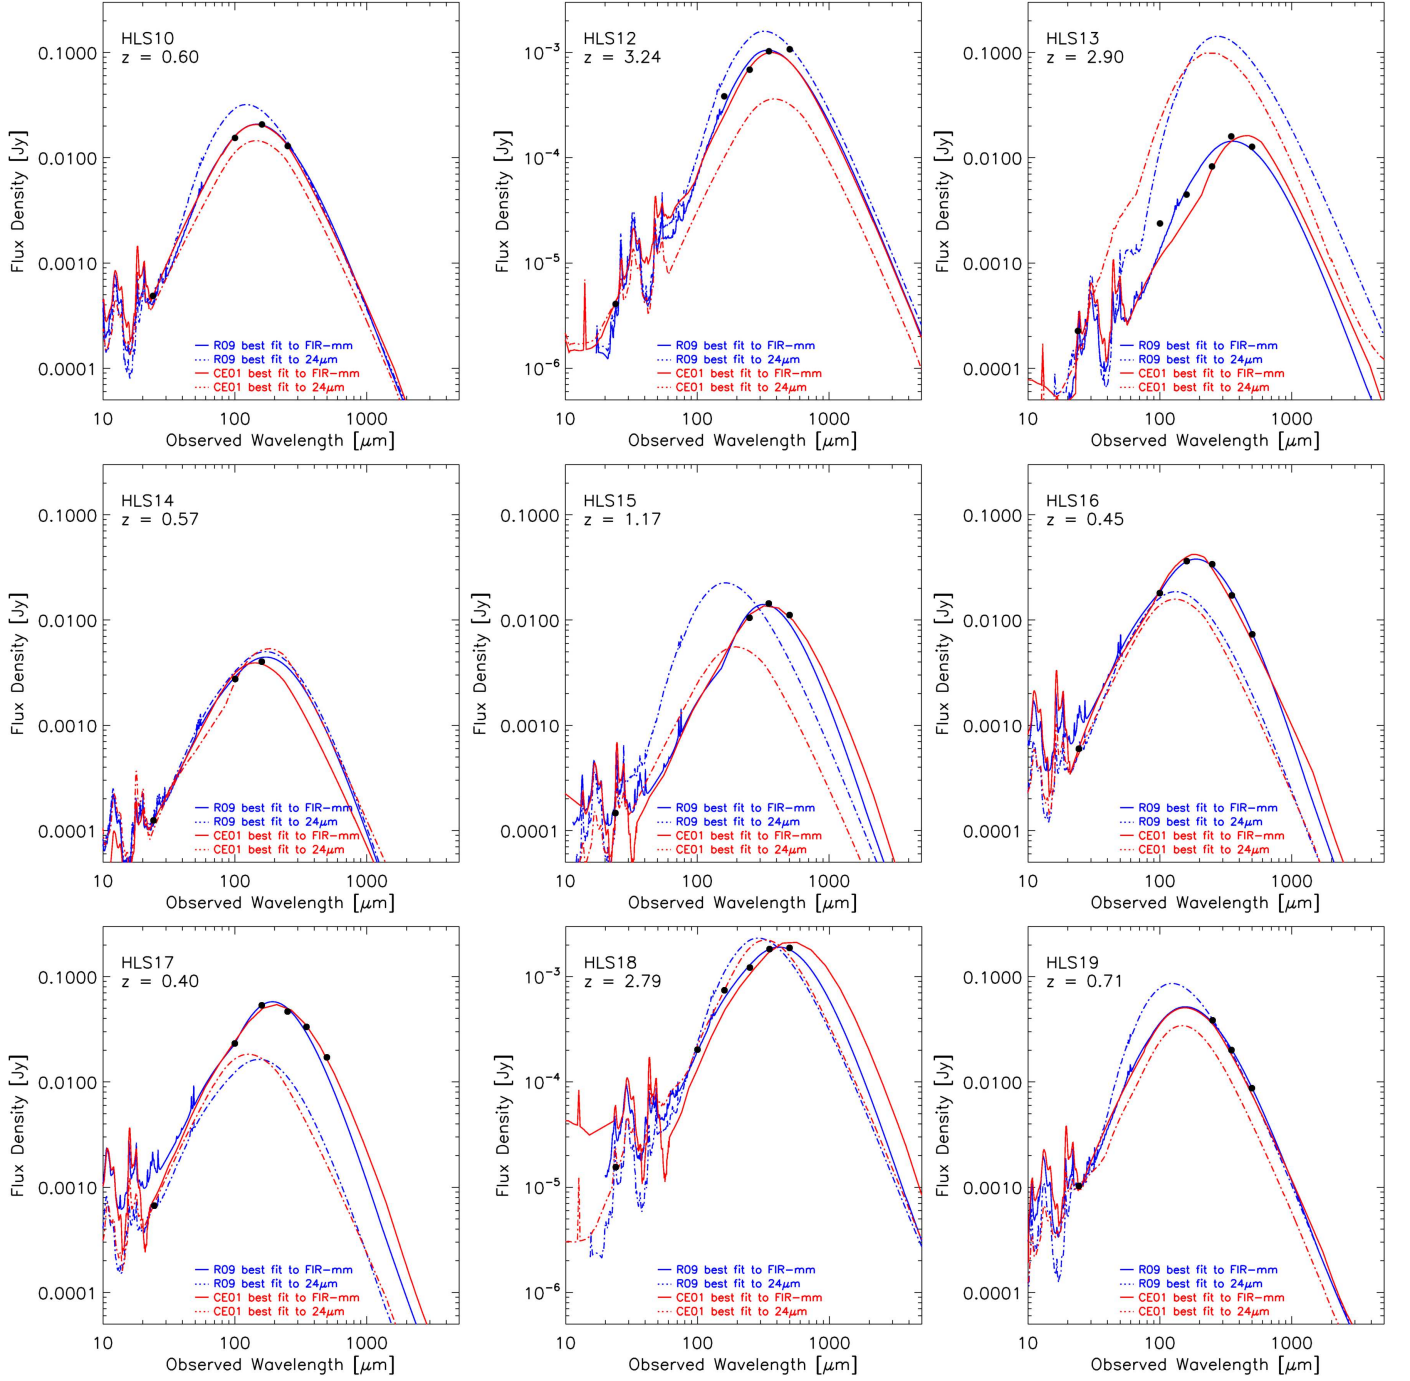 HLS10
z = 0.60
0.1000
0.0100
0.0010
0.0001
Flux Density [Jy]
R09 best fit to FIR−mm
R09 best fit to 24μm
CE01 best fit to FIR−mm
CE01 best fit to 24μm
10 100 1000
Observed Wavelength [μm]
HLS12
z = 3.24
10⁻³
10⁻⁴
10⁻⁵
10⁻⁶
Flux Density [Jy]
R09 best fit to FIR−mm
R09 best fit to 24μm
CE01 best fit to FIR−mm
CE01 best fit to 24μm
10 100 1000
Observed Wavelength [μm]
HLS13
z = 2.90
0.1000
0.0100
0.0010
0.0001
Flux Density [Jy]
R09 best fit to FIR−mm
R09 best fit to 24μm
CE01 best fit to FIR−mm
CE01 best fit to 24μm
10 100 1000
Observed Wavelength [μm]
HLS14
z = 0.57
0.1000
0.0100
0.0010
0.0001
Flux Density [Jy]
R09 best fit to FIR−mm
R09 best fit to 24μm
CE01 best fit to FIR−mm
CE01 best fit to 24μm
10 100 1000
Observed Wavelength [μm]
HLS15
z = 1.17
0.1000
0.0100
0.0010
0.0001
Flux Density [Jy]
R09 best fit to FIR−mm
R09 best fit to 24μm
CE01 best fit to FIR−mm
CE01 best fit to 24μm
10 100 1000
Observed Wavelength [μm]
HLS16
z = 0.45
0.1000
0.0100
0.0010
0.0001
Flux Density [Jy]
R09 best fit to FIR−mm
R09 best fit to 24μm
CE01 best fit to FIR−mm
CE01 best fit to 24μm
10 100 1000
Observed Wavelength [μm]
HLS17
z = 0.40
0.1000
0.0100
0.0010
0.0001
Flux Density [Jy]
R09 best fit to FIR−mm
R09 best fit to 24μm
CE01 best fit to FIR−mm
CE01 best fit to 24μm
10 100 1000
Observed Wavelength [μm]
HLS18
z = 2.79
10⁻³
10⁻⁴
10⁻⁵
10⁻⁶
Flux Density [Jy]
R09 best fit to FIR−mm
R09 best fit to 24μm
CE01 best fit to FIR−mm
CE01 best fit to 24μm
10 100 1000
Observed Wavelength [μm]
HLS19
z = 0.71
0.1000
0.0100
0.0010
0.0001
Flux Density [Jy]
R09 best fit to FIR−mm
R09 best fit to 24μm
CE01 best fit to FIR−mm
CE01 best fit to 24μm
10 100 1000
Observed Wavelength [μm]